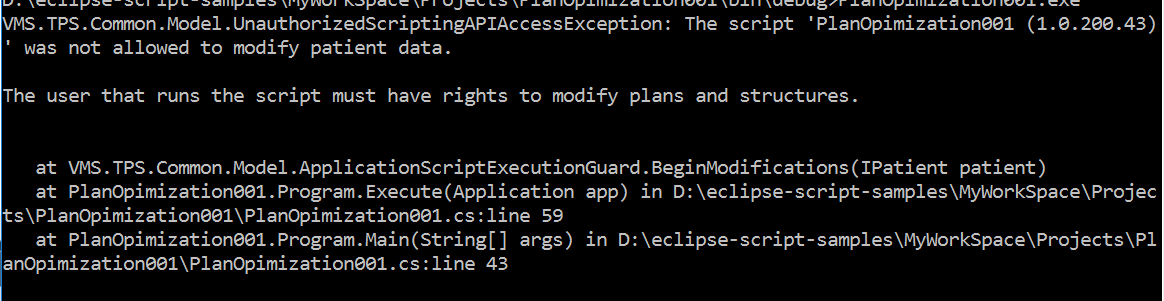 D:\eclipse-script-samples\MyWorkSpace\Projects\PlanOpimization001\bin\debug>PlanOpimization001.exe
VMS.TPS.Common.Model.UnauthorizedScriptingAPIAccessException: The script 'PlanOpimization001 (1.0.200.43)
' was not allowed to modify patient data.
The user that runs the script must have rights to modify plans and structures.
at VMS.TPS.Common.Model.ApplicationScriptExecutionGuard.BeginModifications(IPatient patient)
at PlanOpimization001.Program.Execute(Application app) in D:\eclipse-script-samples\MyWorkSpace\Projec
ts\PlanOpimization001\PlanOpimization001.cs:line 59
at PlanOpimization001.Program.Main(String[] args) in D:\eclipse-script-samples\MyWorkSpace\Projects\Pl
anOpimization001\PlanOpimization001.cs:line 43